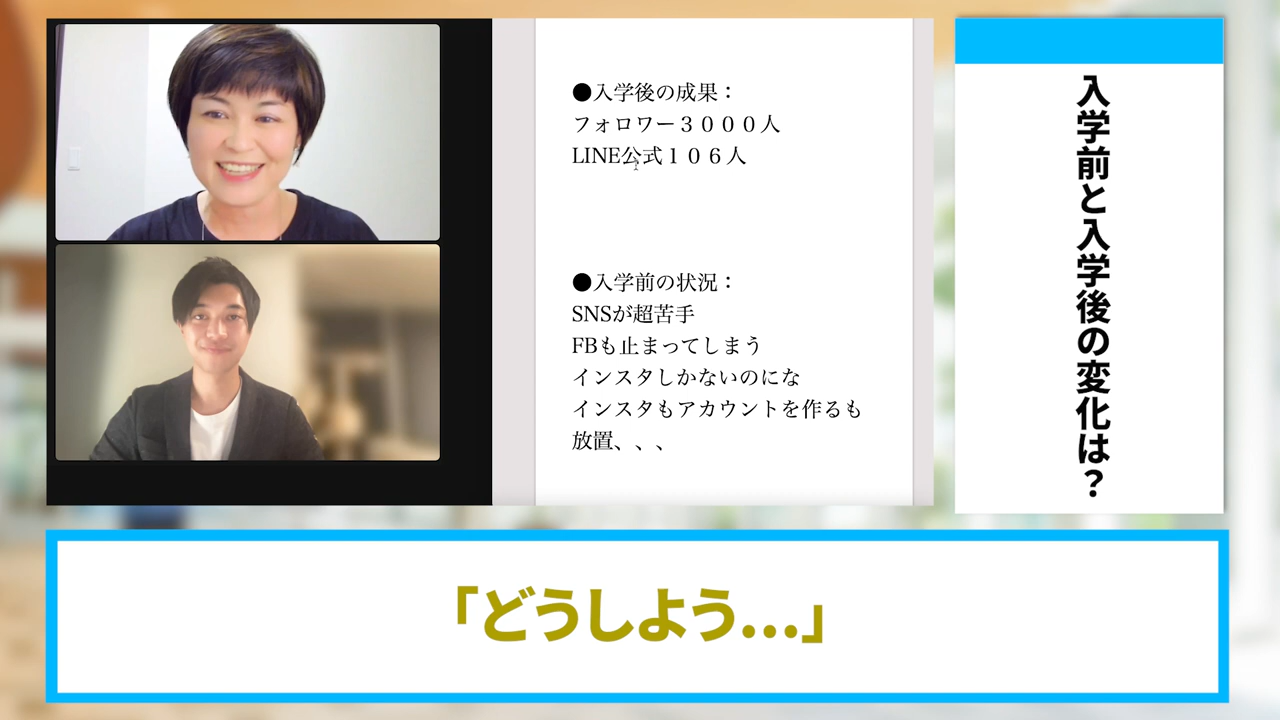 ●入学後の成果：
フォロワー３０００人
LINE公式１０６人
●入学前の状況：
SNSが超苦手
FBも止まってしまう
インスタしかないのにな
インスタもアカウントを作るも
放置、、、
入学前と入学後の変化は？
「どうしよう…」